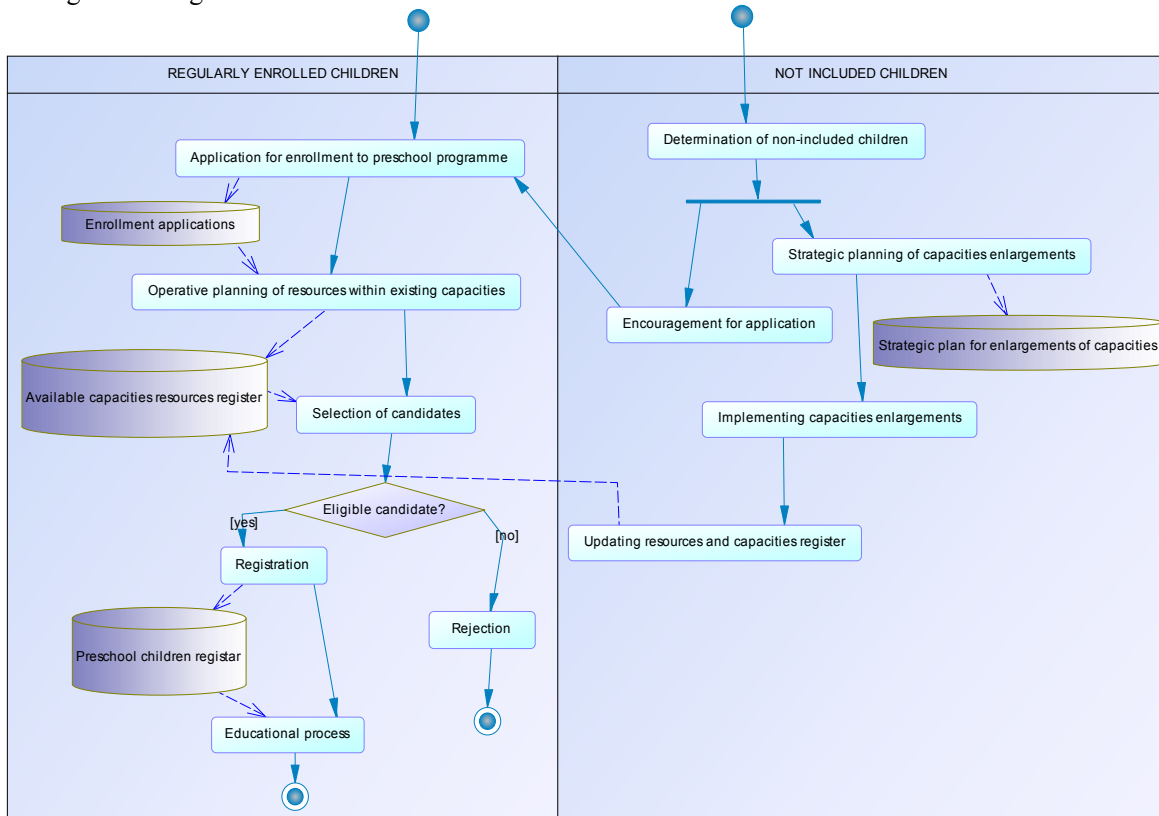 REGULARLY ENROLLED CHILDREN
NOT INCLUDED CHILDREN
Application for enrollment to preschool programme
Determination of non-included children
Enrollment applications
Strategic planning of capacities enlargements
Operative planning of resources within existing capacities
Encouragement for application
Strategic plan for enlargements of capacities
Available capacities resources register
Selection of candidates
Implementing capacities enlargements
Eligible candidate?
[yes]
[no]
Updating resources and capacities register
Registration
Rejection
Preschool children registar
Educational process